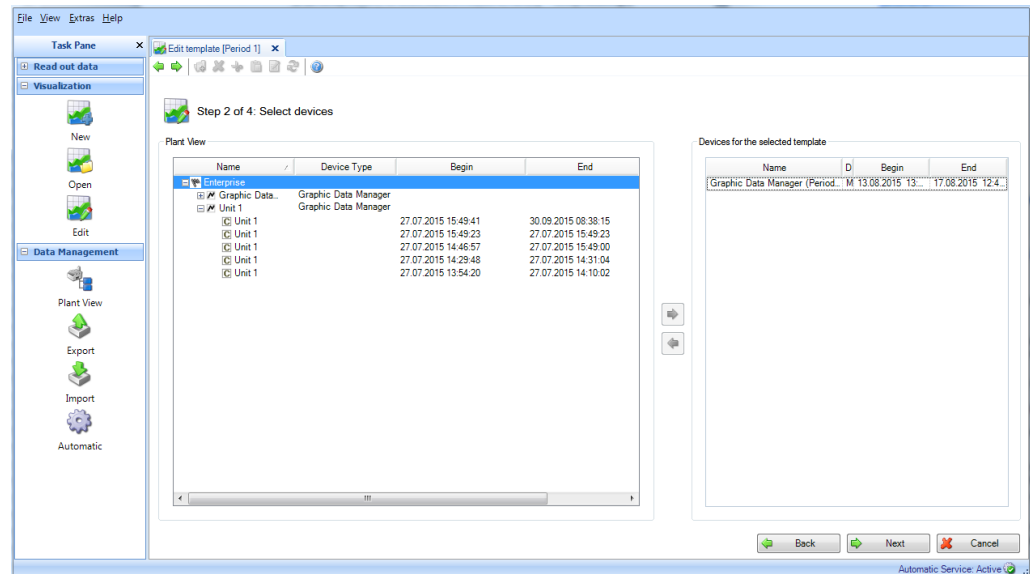 File View Extras Help
Task Pane
Edit template [Period 1]
Read out data
Visualization
New
Open
Edit
Data Management
Plant View
Export
Import
Automatic
Step 2 of 4: Select devices
Plant View
Name Device Type Begin End
Enterprise
Graphic Data... Graphic Data Manager
Unit 1 Graphic Data Manager
C Unit 1 27.07.2015 15:49:41 30.09.2015 08:38:15
C Unit 1 27.07.2015 15:49:23 27.07.2015 15:49:23
C Unit 1 27.07.2015 14:46:57 27.07.2015 15:49:00
C Unit 1 27.07.2015 14:29:48 27.07.2015 14:31:04
C Unit 1 27.07.2015 13:54:20 27.07.2015 14:10:02
Devices for the selected template
Name D Begin End
Graphic Data Manager (Period... M 13.08.2015 13:... 17.08.2015 12:4...
Back Next Cancel
Automatic Service: Active